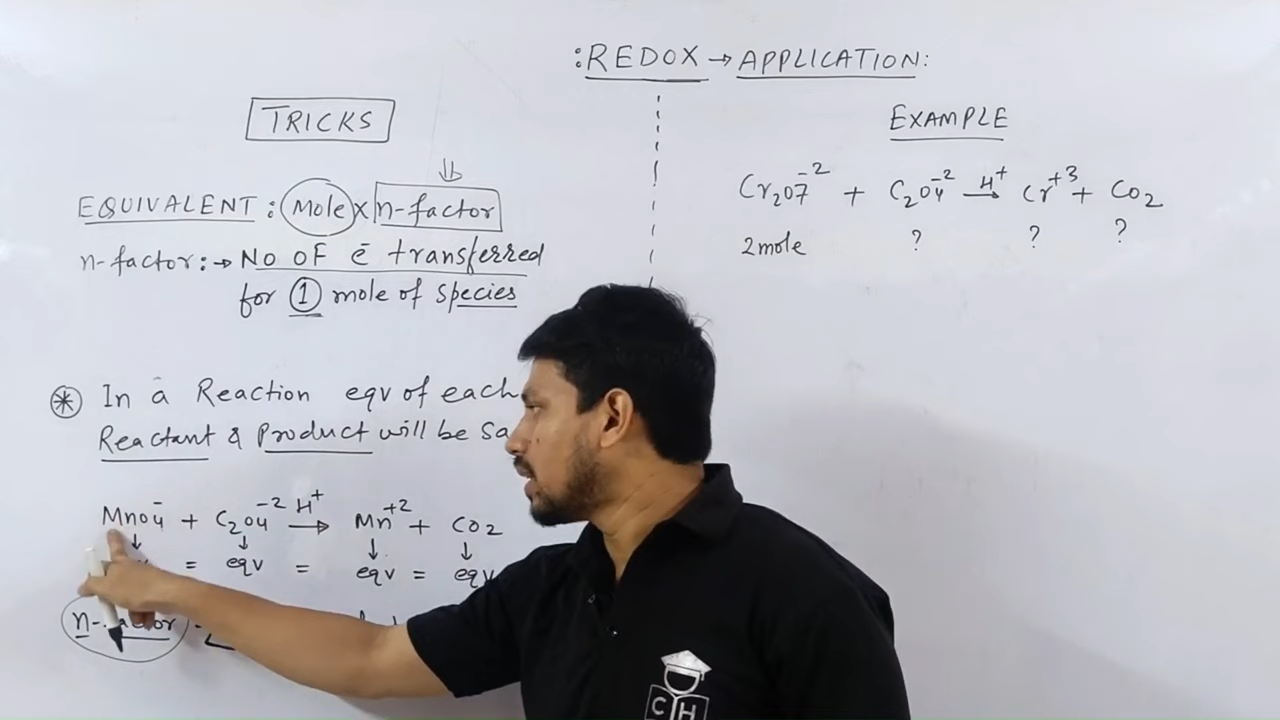 :REDOX → APPLICATION:
TRICKS
EQUIVALENT: Mole x n-factor
n-factor:→ No OF ē transferred
for 1 mole of species
* In a Reaction eqv of each
Reactant & Product will be Sa
MnO4⁻ + C2O4⁻² H⁺→ Mn⁺² + CO2
↓ ↓ ↓ ↓
= eqv = eqv = eqv
n-factor
EXAMPLE
Cr2O7⁻² + C2O4⁻² H⁺→ Cr⁺³ + CO2
2mole ? ? ?
CH